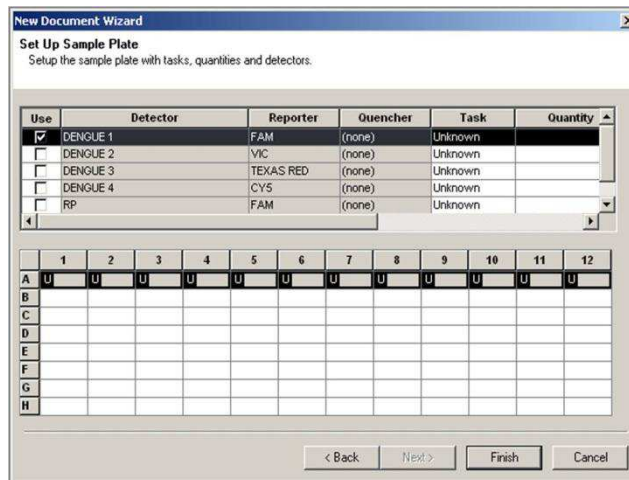 New Document Wizard
Set Up Sample Plate
Setup the sample plate with tasks, quantities and detectors.
Use Detector Reporter Quencher Task Quantity
DENGUE 1 FAM (none) Unknown
DENGUE 2 VIC (none) Unknown
DENGUE 3 TEXAS RED (none) Unknown
DENGUE 4 CY5 (none) Unknown
RP FAM (none) Unknown
1 2 3 4 5 6 7 8 9 10 11 12
A U U U U U U U U U U U U
B
C
D
E
F
G
H
< Back Next > Finish Cancel